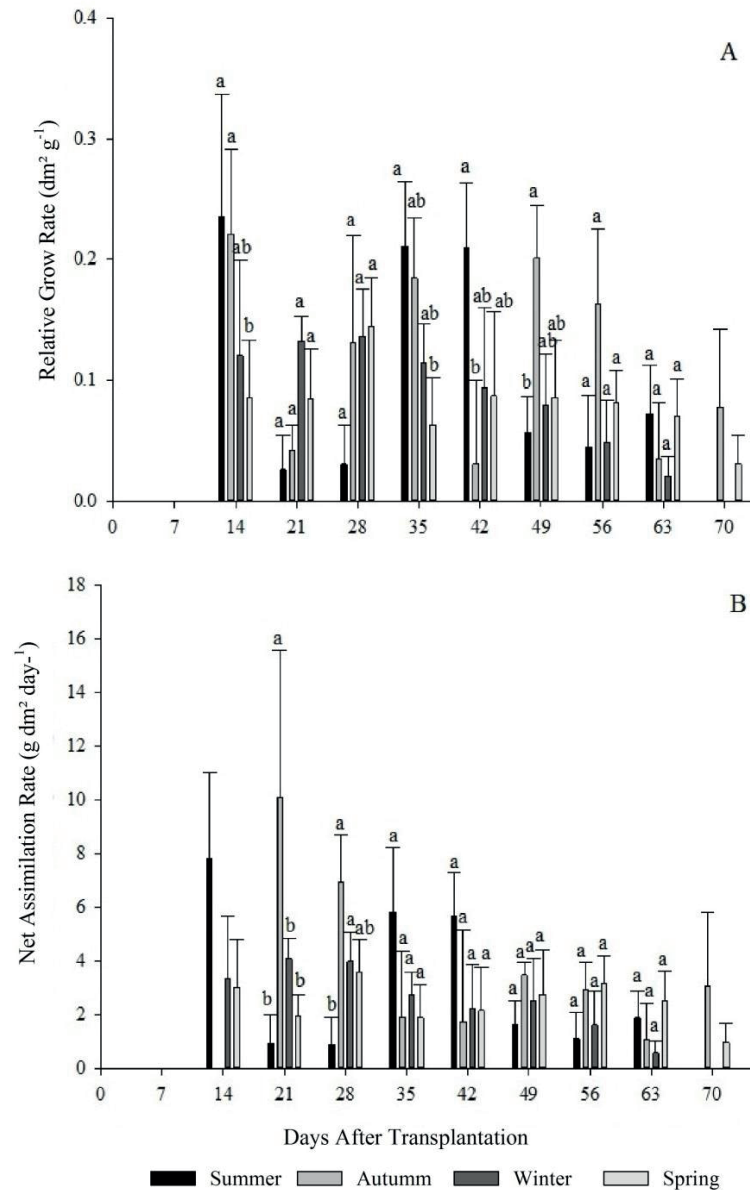 A
Relative Grow Rate (dm² g⁻¹)
0.4
0.3
0.2
0.1
0.0
a a ab b
a a a a
a a a a
a ab ab b
a b ab ab
b a ab ab
a a a a
a a a a
0 7 14 21 28 35 42 49 56 63 70
B
Net Assimilation Rate (g dm² day-¹)
18
16
14
12
10
8
6
4
2
0
b a b b
b a a ab
a a a a
a a a a
a a a a
a a a a
a a a a
0 7 14 21 28 35 42 49 56 63 70
Days After Transplantation
Summer Autumm Winter Spring